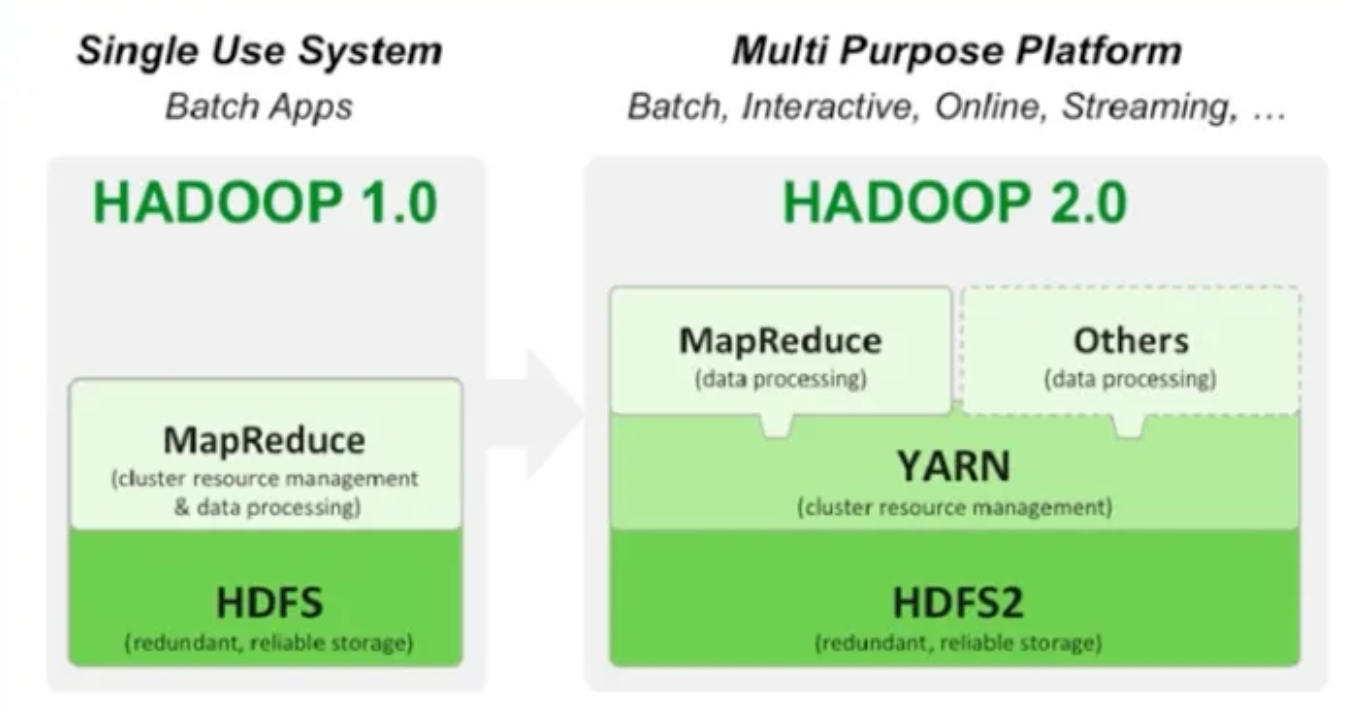 Single Use System
Batch Apps
HADOOP 1.0
MapReduce
(cluster resource management
& data processing)
HDFS
(redundant, reliable storage)
Multi Purpose Platform
Batch, Interactive, Online, Streaming, ...
HADOOP 2.0
MapReduce
(data processing)
Others
(data processing)
YARN
(cluster resource management)
HDFS2
(redundant, reliable storage)